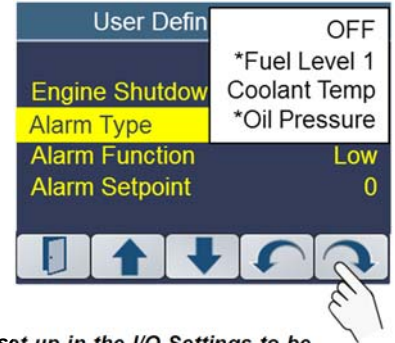 User Defin
OFF
*Fuel Level 1
Coolant Temp
*Oil Pressure
Engine Shutdow
Alarm Type
Alarm Function Low
Alarm Setpoint 0
set up in the I/O Settings to be